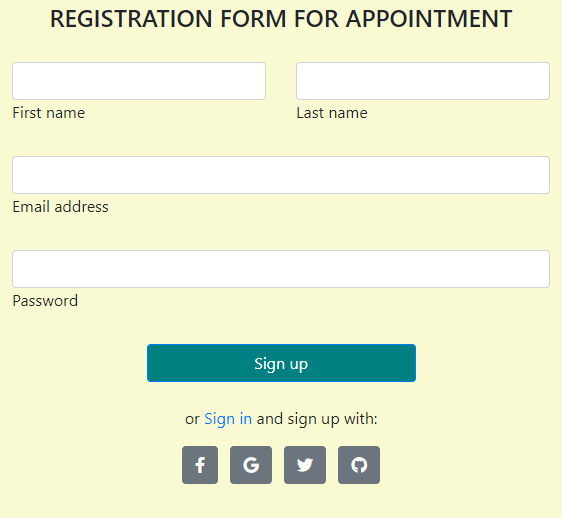 REGISTRATION FORM FOR APPOINTMENT
First name Last name
Email address
Password
Sign up
or Sign in and sign up with: